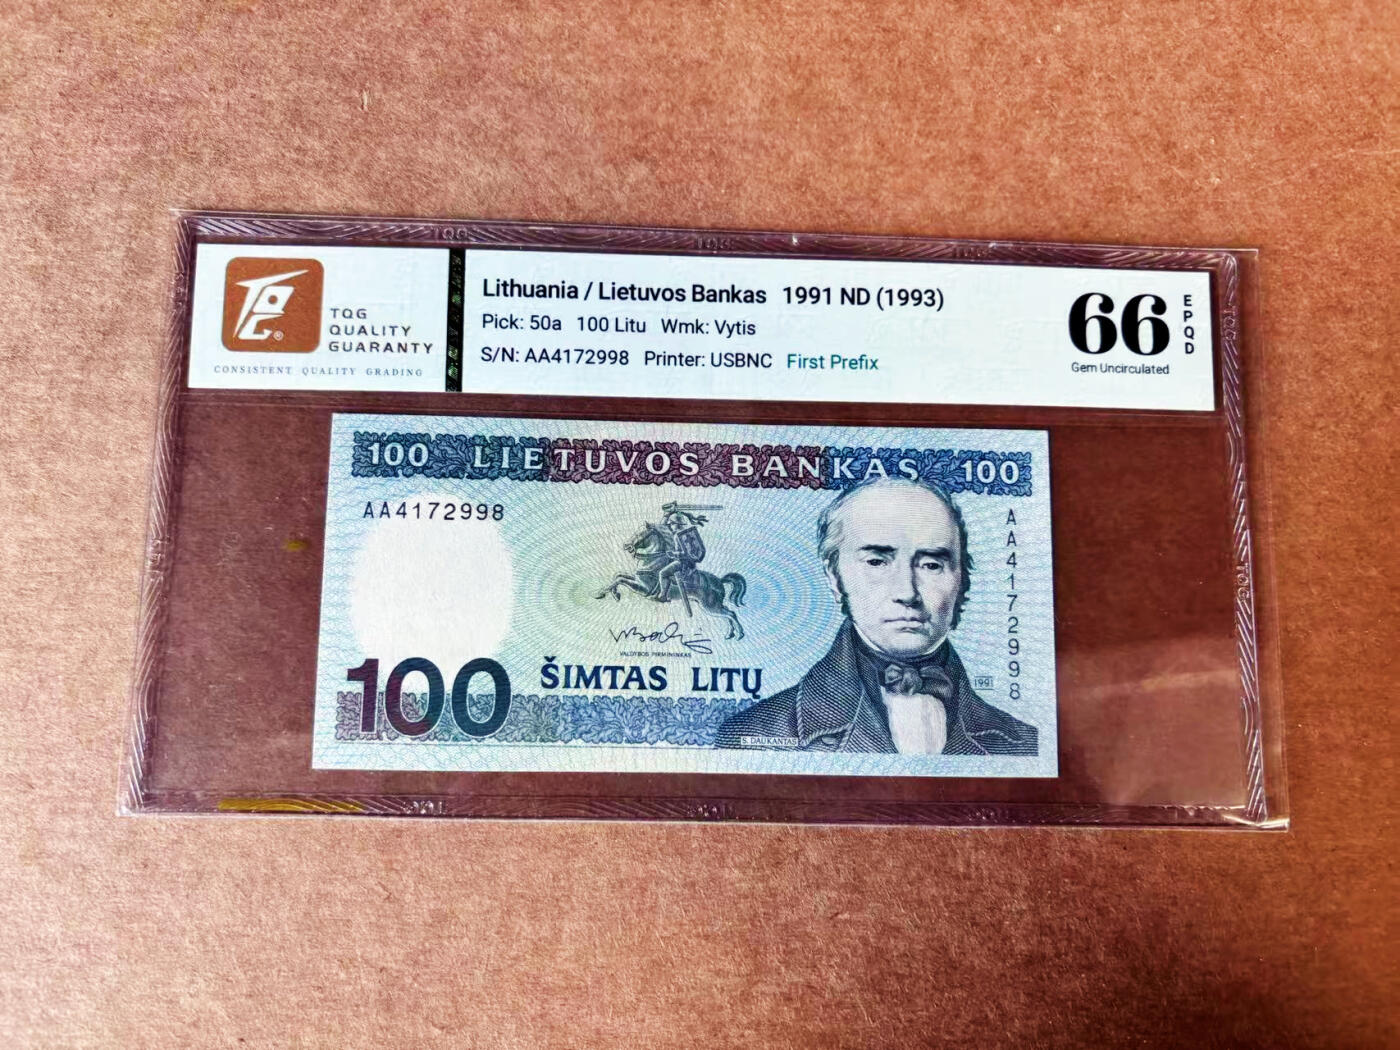 TQG
QUALITY
GUARANTY
CONSISTENT QUALITY GRADING
Lithuania / Lietuvos Bankas 1991 ND (1993)
Pick: 50a 100 Litu Wmk: Vytis
S/N: AA4172998 Printer: USBNC First Prefix
66
EPQD
Gem Uncirculated
100 LIETUVOS BANKAS 100
AA4172998
AA4172998
VALDYBOS PIRMININKAS
100 ŠIMTAS LITŲ
1991
S. DAUKANTAS